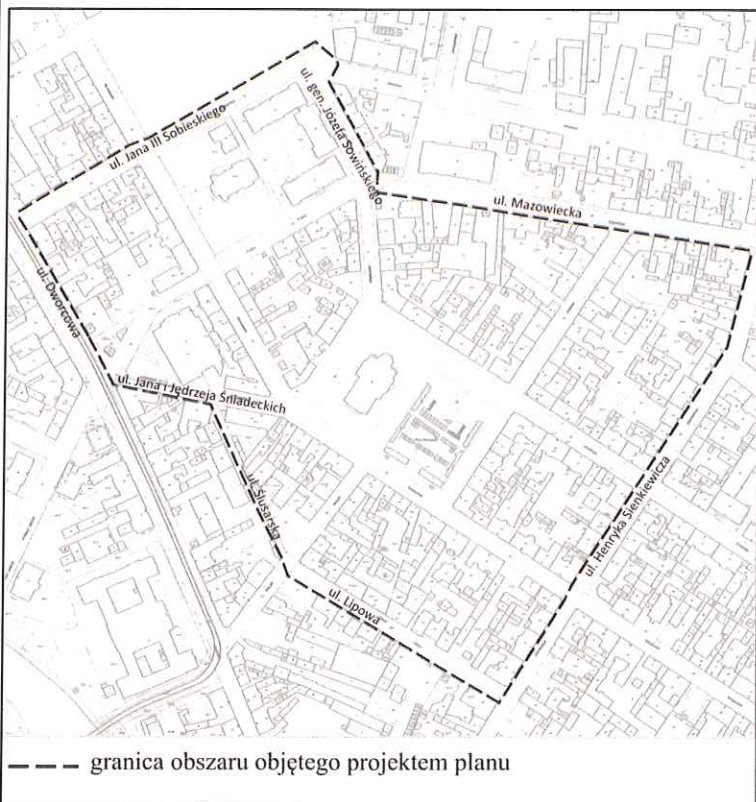 ul. Jana III Sobieskiego
ul. gen. Józefa Sowińskiego
ul. Mazowiecka
ul. Dworcowa
ul. Jana i Jędrzeja Śniadeckich
ul. Ślusarska
ul. Henryka Sienkiewicza
ul. Lipowa
granica obszaru objętego projektem planu